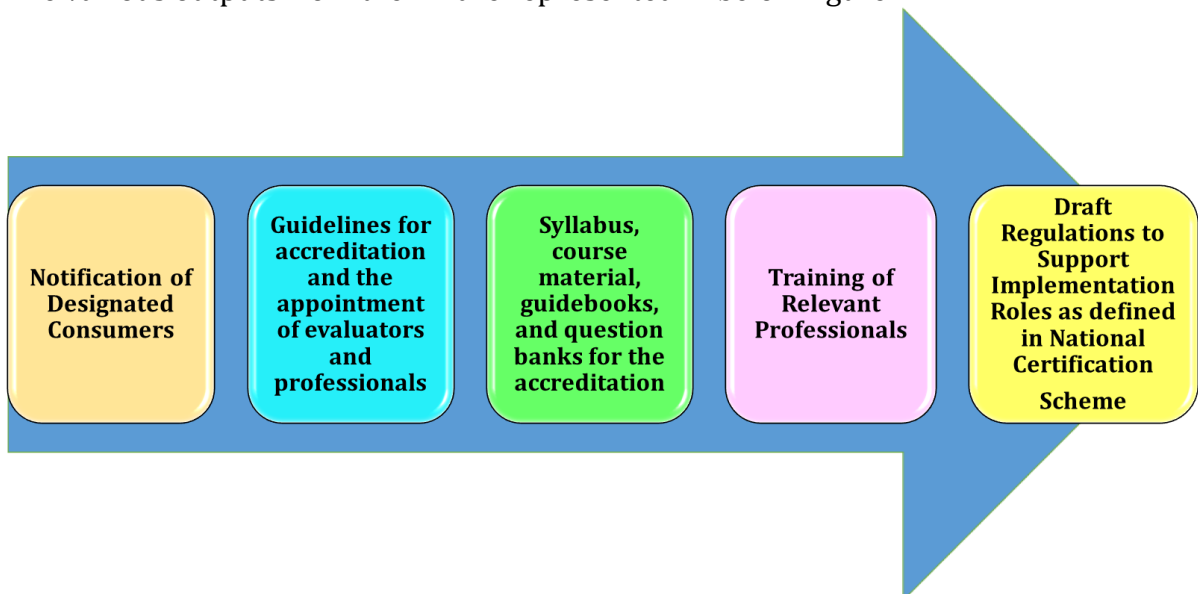 Notification of
Designated
Consumers
Guidelines for
accreditation
and the
appointment
of evaluators
and
professionals
Syllabus,
course
material,
guidebooks,
and question
banks for the
accreditation
Training of
Relevant
Professionals
Draft
Regulations to
Support
Implementation
Roles as defined
in National
Certification
Scheme